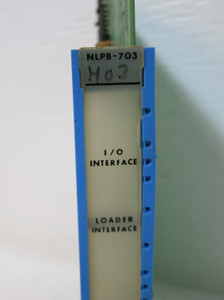 NLPB-703
H03
I/O
INTERFACE
LOADER
INTERFACE